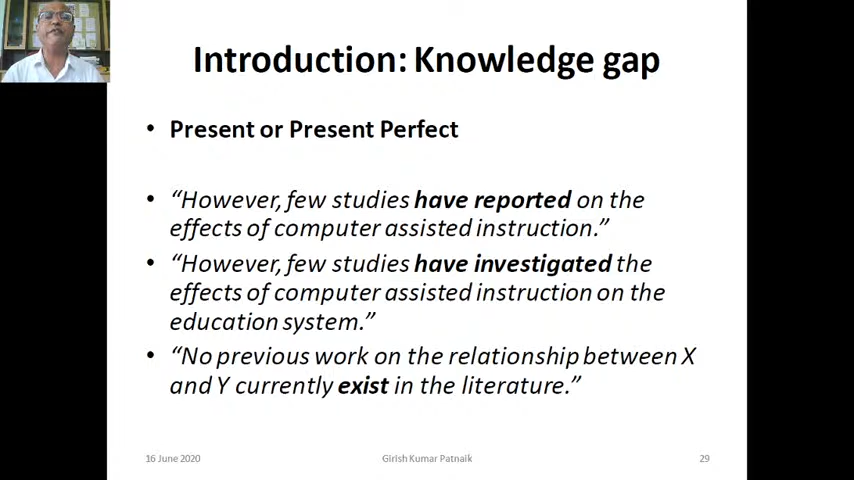 Introduction: Knowledge gap
• Present or Present Perfect
• “However, few studies have reported on the
effects of computer assisted instruction.”
• “However, few studies have investigated the
effects of computer assisted instruction on the
education system.”
• “No previous work on the relationship between X
and Y currently exist in the literature.”
16 June 2020
Girish Kumar Patnaik
29